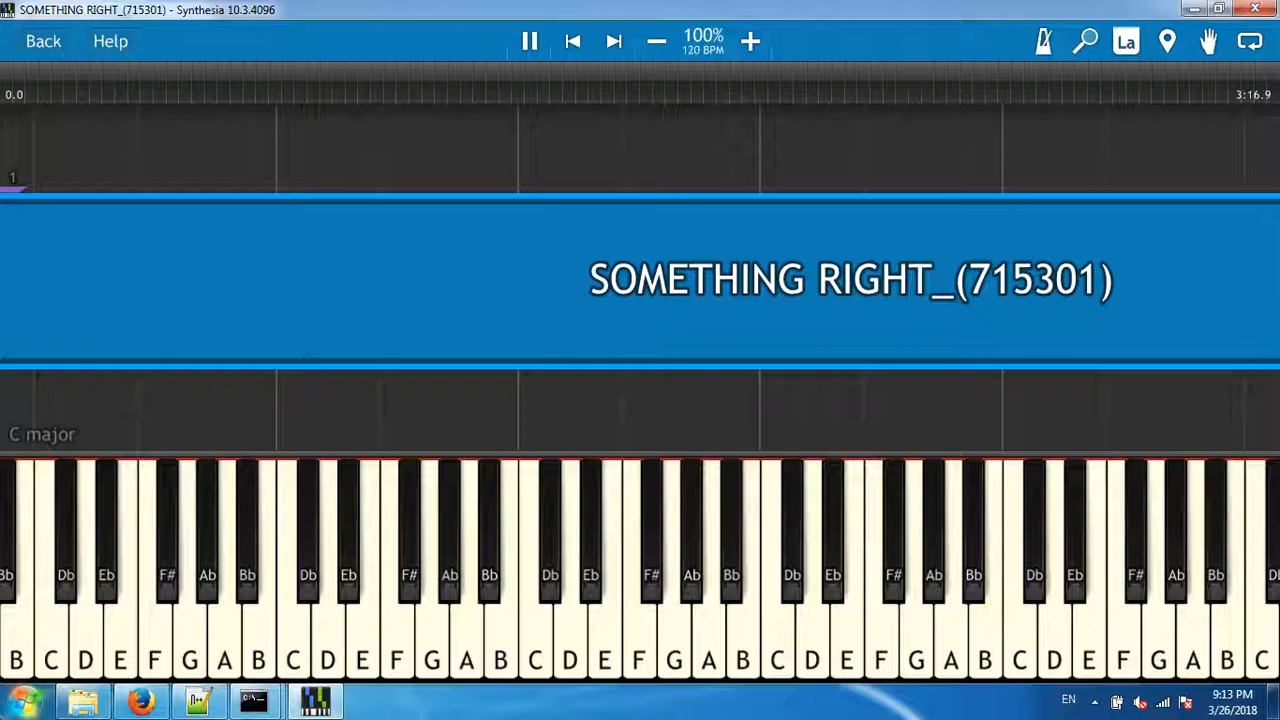 SOMETHING RIGHT_(715301) - Synthesia 10.3.4096
Back Help 100% La
120 BPM
0.0 3:16.9
1
SOMETHING RIGHT_(715301)
C major
Bb Db Eb F# Ab Bb Db Eb F# Ab Bb Db Eb F# Ab Bb Db Eb F# Ab Bb Db Eb F# Ab Bb D
B C D E F G A B C D E F G A B C D E F G A B C D E F G A B C D E F G A B C
EN 9:13 PM
3/26/2018